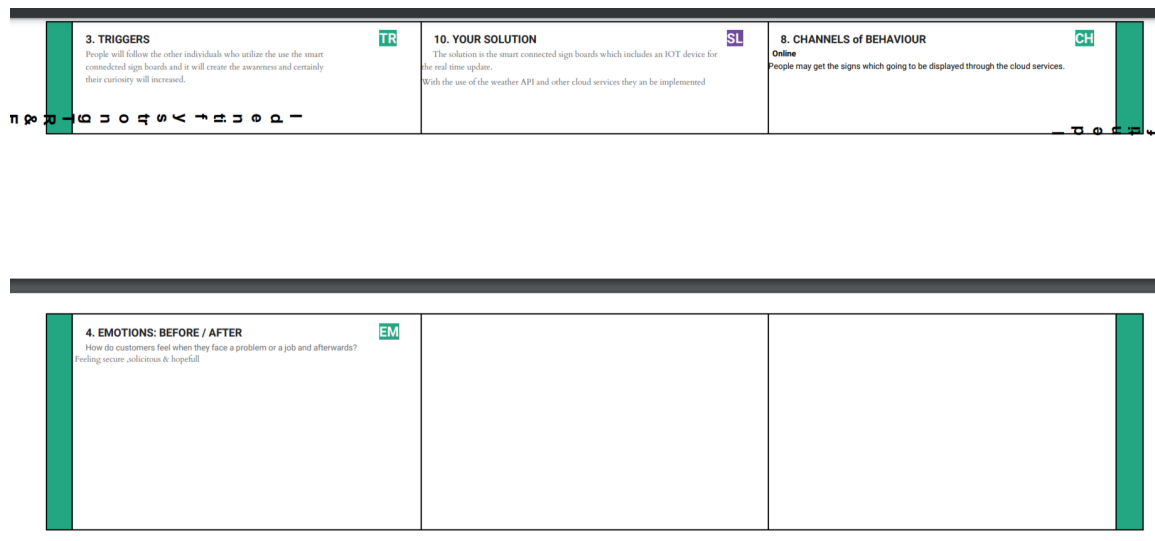 3. TRIGGERS
TR
People will follow the other individuals who utilize the use the smart
connedcted sign boards and it will create the awareness and certainly
their curiosity will increased.
10. YOUR SOLUTION
SL
The solution is the smart connected sign boards which includes an IOT device for
the real time update.
With the use of the weather API and other cloud services they an be implemented
8. CHANNELS of BEHAVIOUR
CH
Online
People may get the signs which going to be displayed through the cloud services.
Identify strong TR &
Identif
4. EMOTIONS: BEFORE / AFTER
EM
How do customers feel when they face a problem or a job and afterwards?
Feeling secure ,solicitous & hopefull